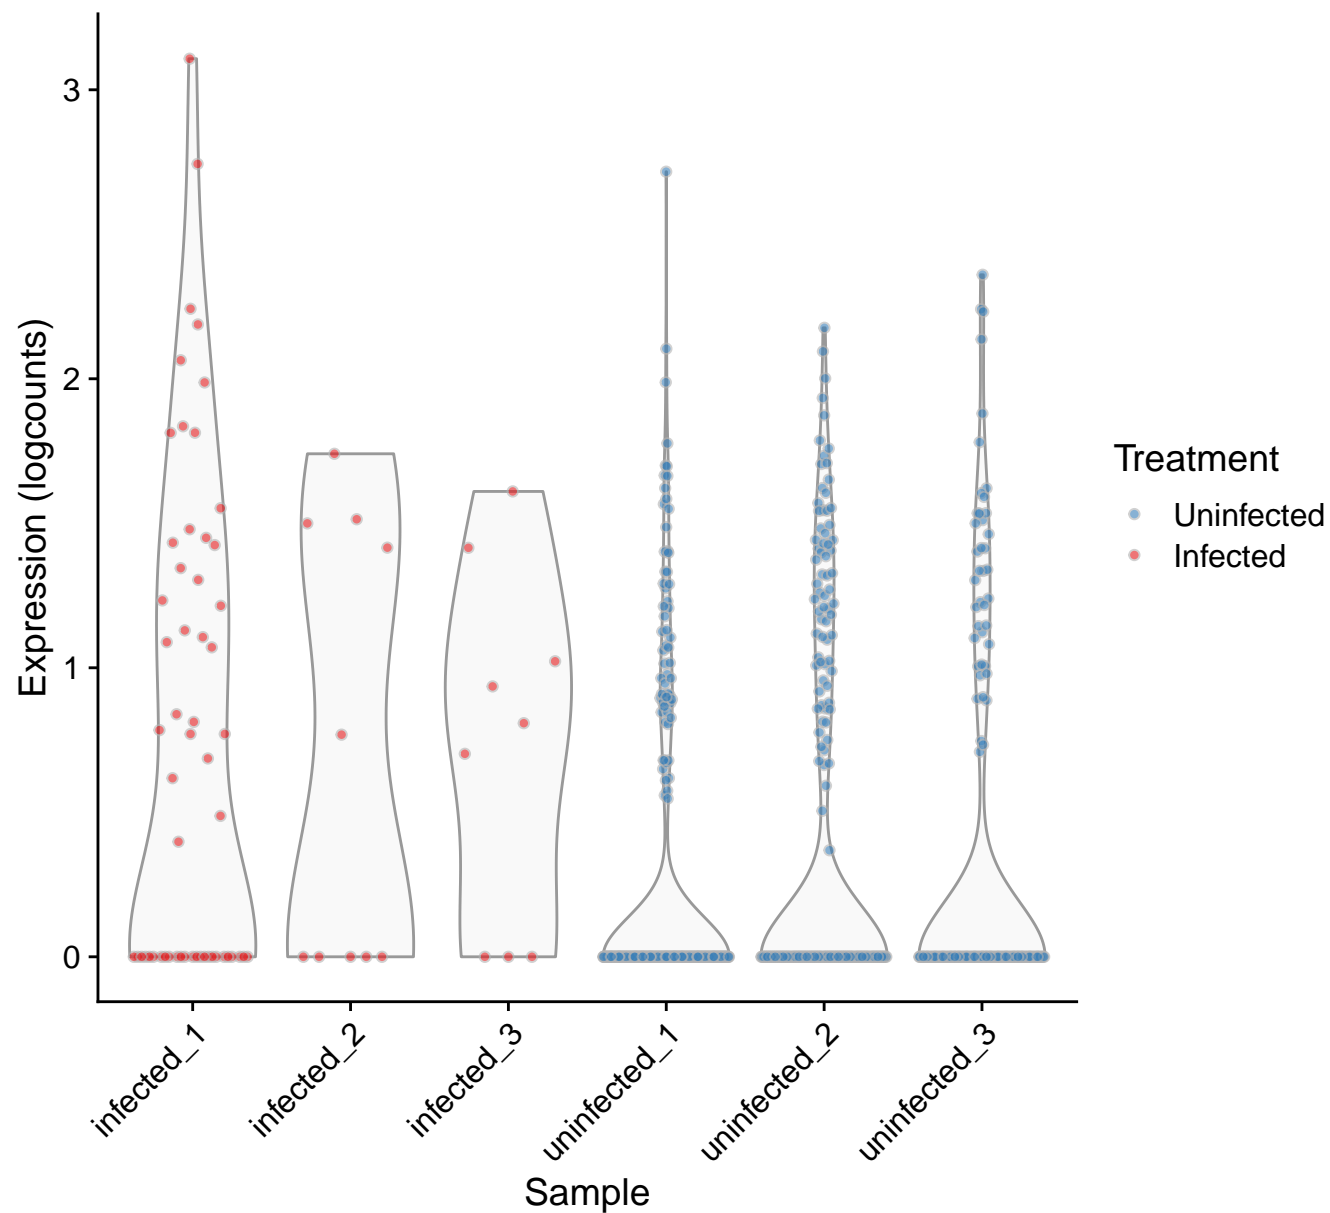 Expression (logcounts)
3
2
1
0
infected_1
infected_2
infected_3
uninfected_1
uninfected_2
uninfected_3
Sample
Treatment
Uninfected
Infected